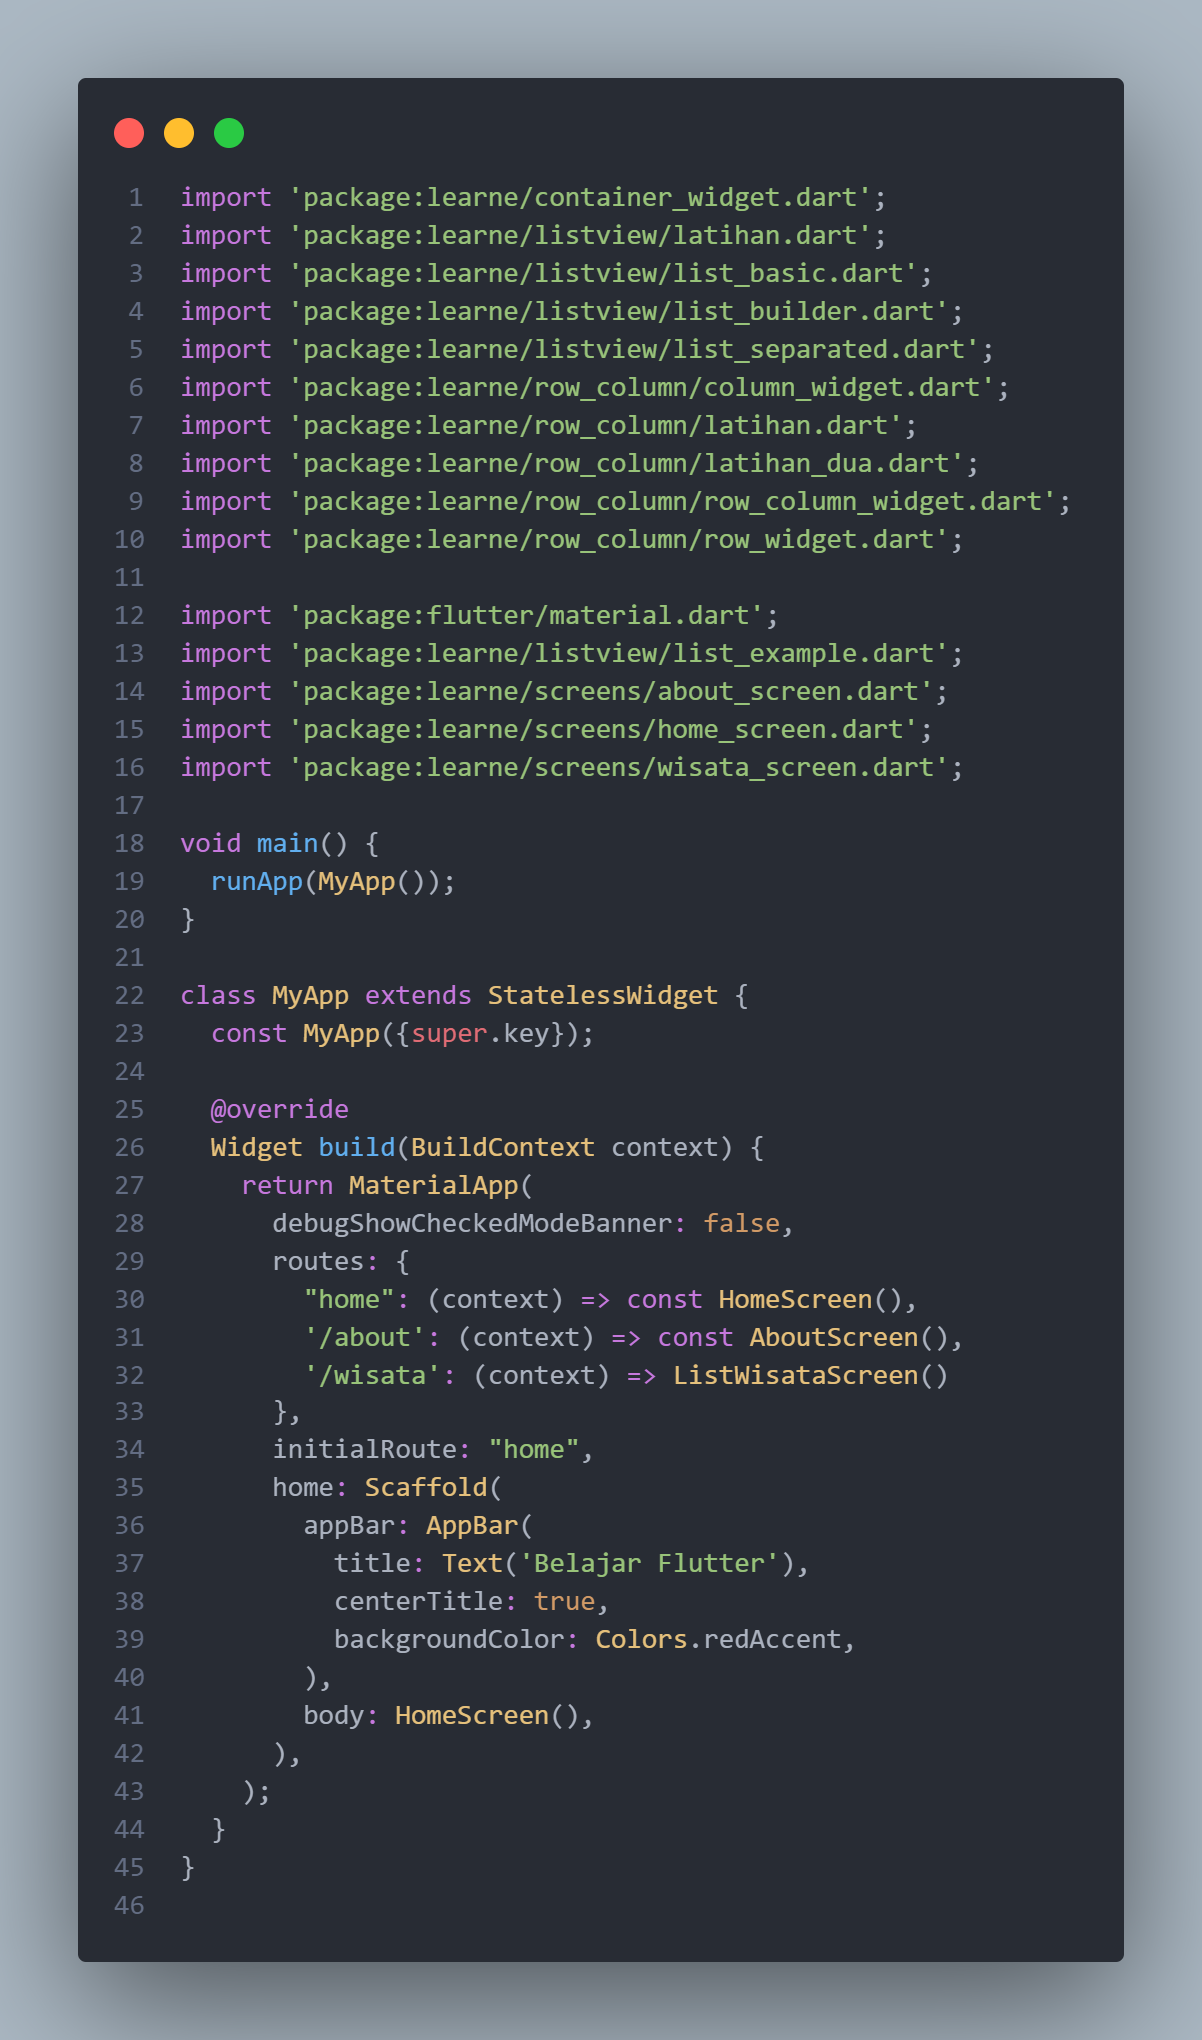 1 import 'package:learne/container_widget.dart';
2 import 'package:learne/listview/latihan.dart';
3 import 'package:learne/listview/list_basic.dart';
4 import 'package:learne/listview/list_builder.dart';
5 import 'package:learne/listview/list_separated.dart';
6 import 'package:learne/row_column/column_widget.dart';
7 import 'package:learne/row_column/latihan.dart';
8 import 'package:learne/row_column/latihan_dua.dart';
9 import 'package:learne/row_column/row_column_widget.dart';
10 import 'package:learne/row_column/row_widget.dart';
11
12 import 'package:flutter/material.dart';
13 import 'package:learne/listview/list_example.dart';
14 import 'package:learne/screens/about_screen.dart';
15 import 'package:learne/screens/home_screen.dart';
16 import 'package:learne/screens/wisata_screen.dart';
17
18 void main() {
19   runApp(MyApp());
20 }
21
22 class MyApp extends StatelessWidget {
23   const MyApp({super.key});
24
25   @override
26   Widget build(BuildContext context) {
27     return MaterialApp(
28       debugShowCheckedModeBanner: false,
29       routes: {
30         "home": (context) => const HomeScreen(),
31         '/about': (context) => const AboutScreen(),
32         '/wisata': (context) => ListWisataScreen()
33       },
34       initialRoute: "home",
35       home: Scaffold(
36         appBar: AppBar(
37           title: Text('Belajar Flutter'),
38           centerTitle: true,
39           backgroundColor: Colors.redAccent,
40         ),
41         body: HomeScreen(),
42       ),
43     );
44   }
45 }
46